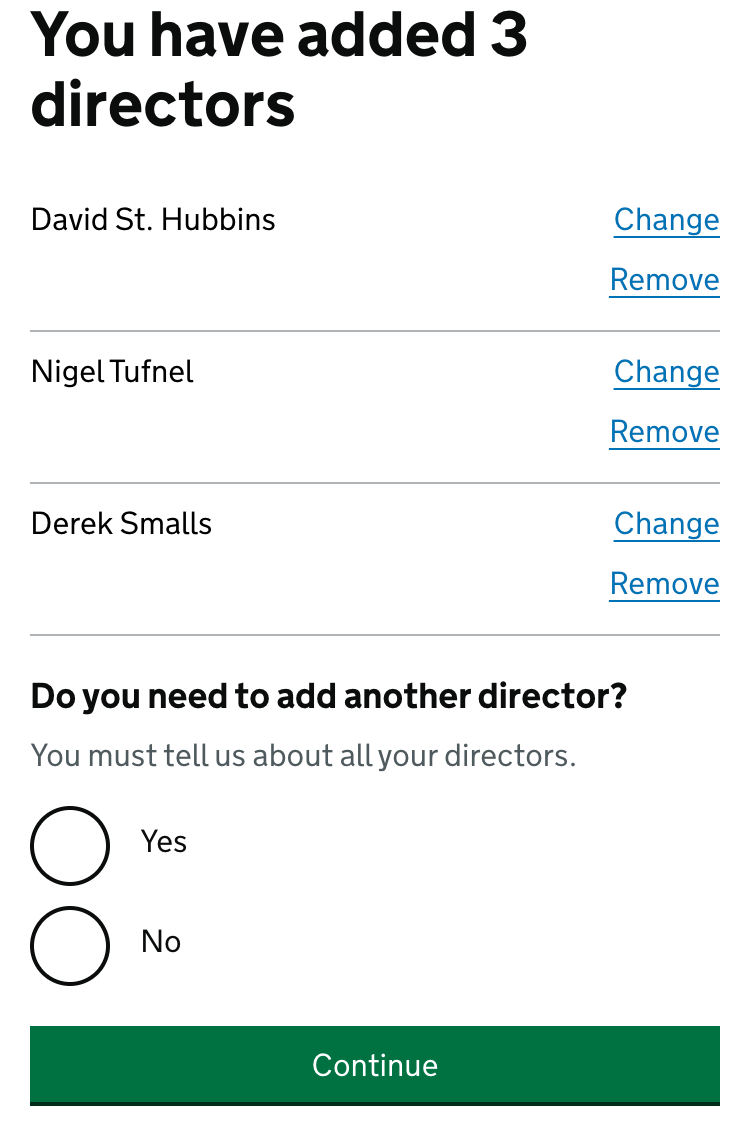 You have added 3
directors
David St. Hubbins
Change
Remove
Nigel Tufnel
Change
Remove
Derek Smalls
Change
Remove
Do you need to add another director?
You must tell us about all your directors.
Yes
No
Continue